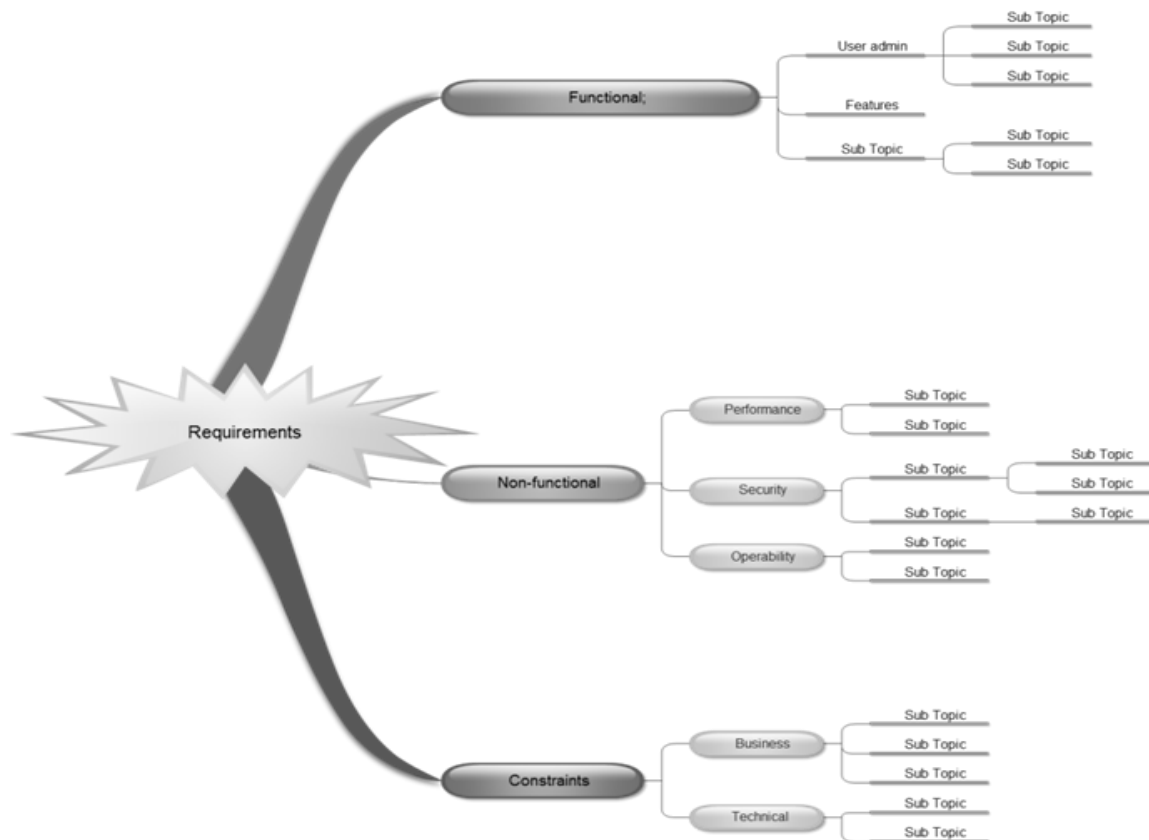 Requirements
Functional;
User admin
Sub Topic
Sub Topic
Sub Topic
Features
Sub Topic
Sub Topic
Sub Topic
Non-functional
Performance
Sub Topic
Sub Topic
Security
Sub Topic
Sub Topic
Sub Topic
Sub Topic
Sub Topic
Operability
Sub Topic
Sub Topic
Constraints
Business
Sub Topic
Sub Topic
Sub Topic
Technical
Sub Topic
Sub Topic